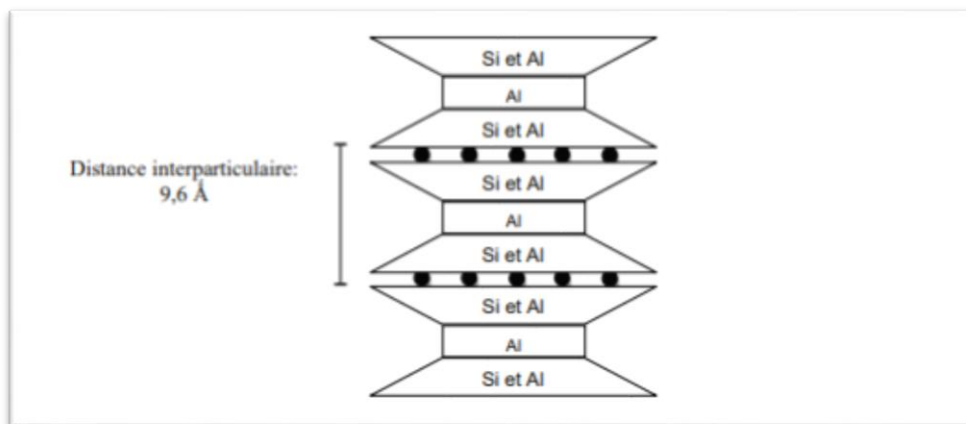 Si et Al
Al
Si et Al
Distance interparticulaire:
9,6 Å
Si et Al
Al
Si et Al
Si et Al
Al
Si et Al